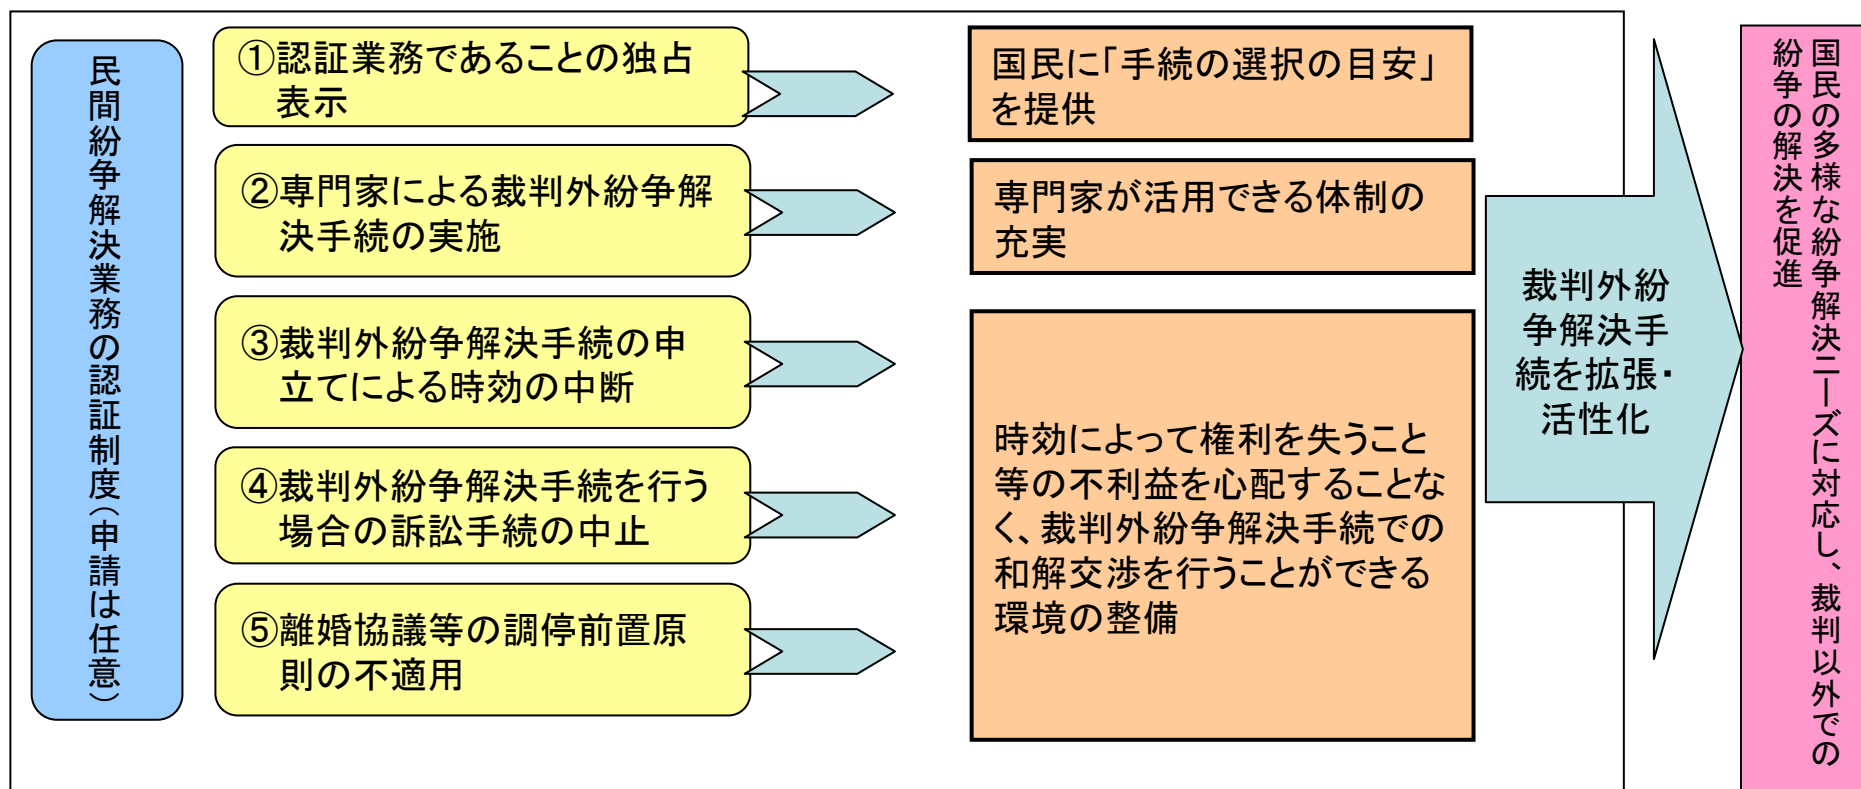 民間紛争解決業務の認証制度（申請は任意）
①認証業務であることの独占
表示
②専門家による裁判外紛争解
決手続の実施
③裁判外紛争解決手続の申
立てによる時効の中断
④裁判外紛争解決手続を行う
場合の訴訟手続の中止
⑤離婚協議等の調停前置原
則の不適用
国民に「手続の選択の目安」
を提供
専門家が活用できる体制の
充実
時効によって権利を失うこと
等の不利益を心配することな
く、裁判外紛争解決手続での
和解交渉を行うことができる
環境の整備
裁判外紛
争解決手
続を拡張・
活性化
国民の多様な紛争解決ニーズに対応し、裁判以外での
紛争の解決を促進